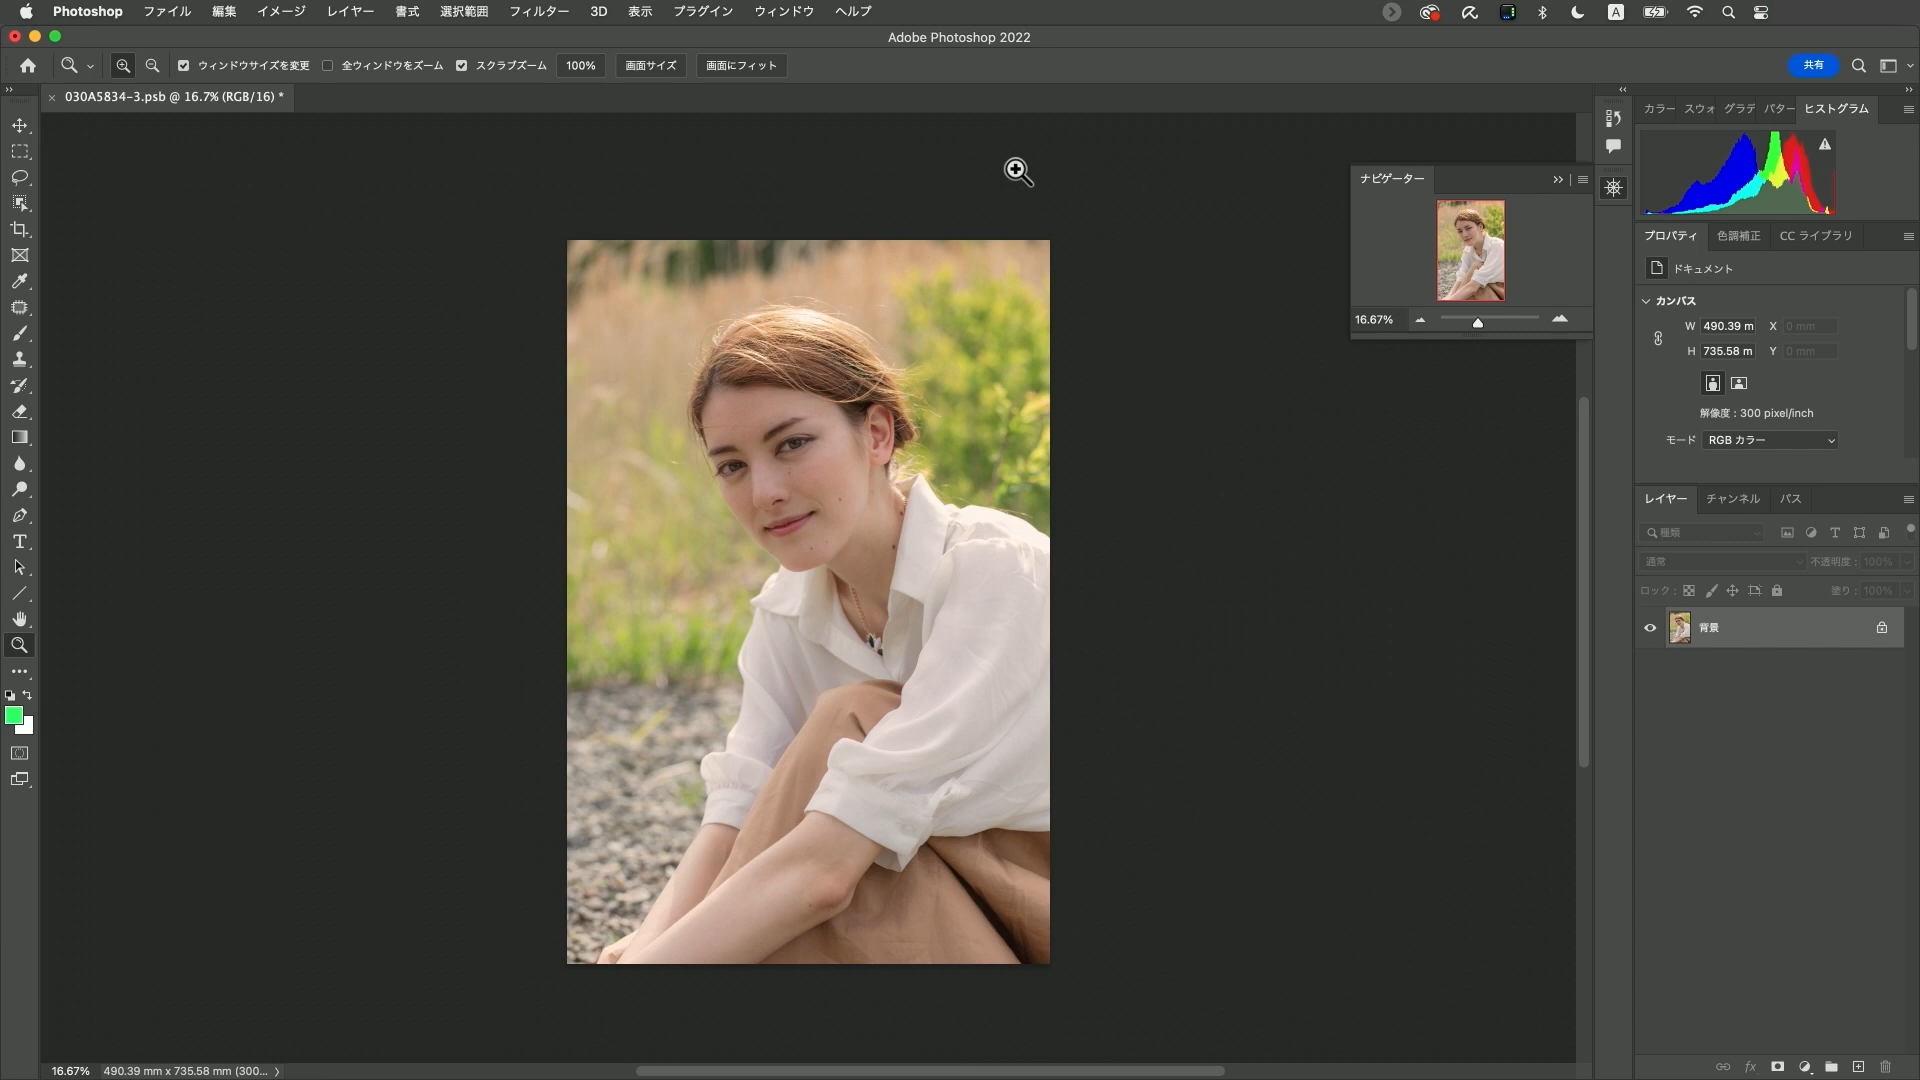 Photoshop ファイル 編集 イメージ レイヤー 書式 選択範囲 フィルター 3D 表示 プラグイン ウィンドウ ヘルプ A
Adobe Photoshop 2022
ウィンドウサイズを変更 全ウィンドウをズーム スクラブズーム 100% 画面サイズ 画面にフィット 共有
030A5834-3.psb @ 16.7% (RGB/16) *
カラー スウォ グラデ パター ヒストグラム
ナビゲーター
16.67%
プロパティ 色調補正 CC ライブラリ
ドキュメント
カンバス
W 490.39 m X 0 mm
H 735.58 m Y 0 mm
解像度 : 300 pixel/inch
モード RGB カラー
レイヤー チャンネル パス
種類
通常 不透明度 : 100%
ロック : 塗り : 100%
背景
16.67% 490.39 mm x 735.58 mm (300...
fx